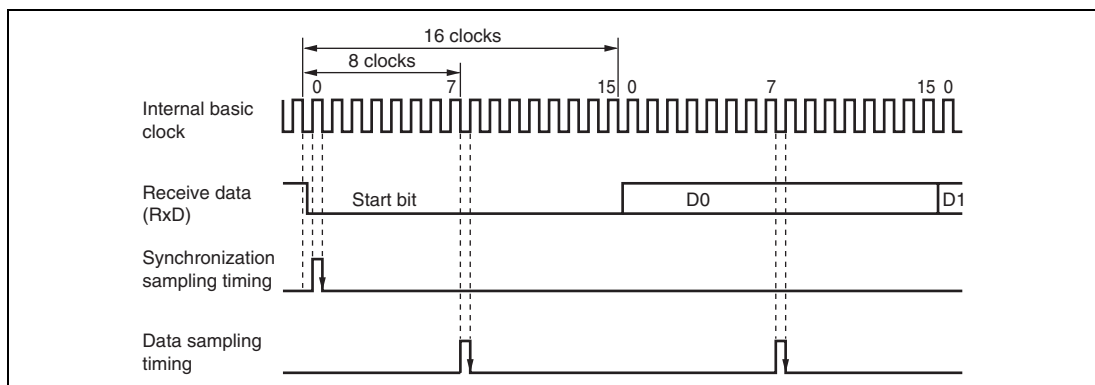 16 clocks
8 clocks
0 7 15 0 7 15 0
Internal basic
clock
Receive data
(RxD)
Start bit D0 D1
Synchronization
sampling timing
Data sampling
timing